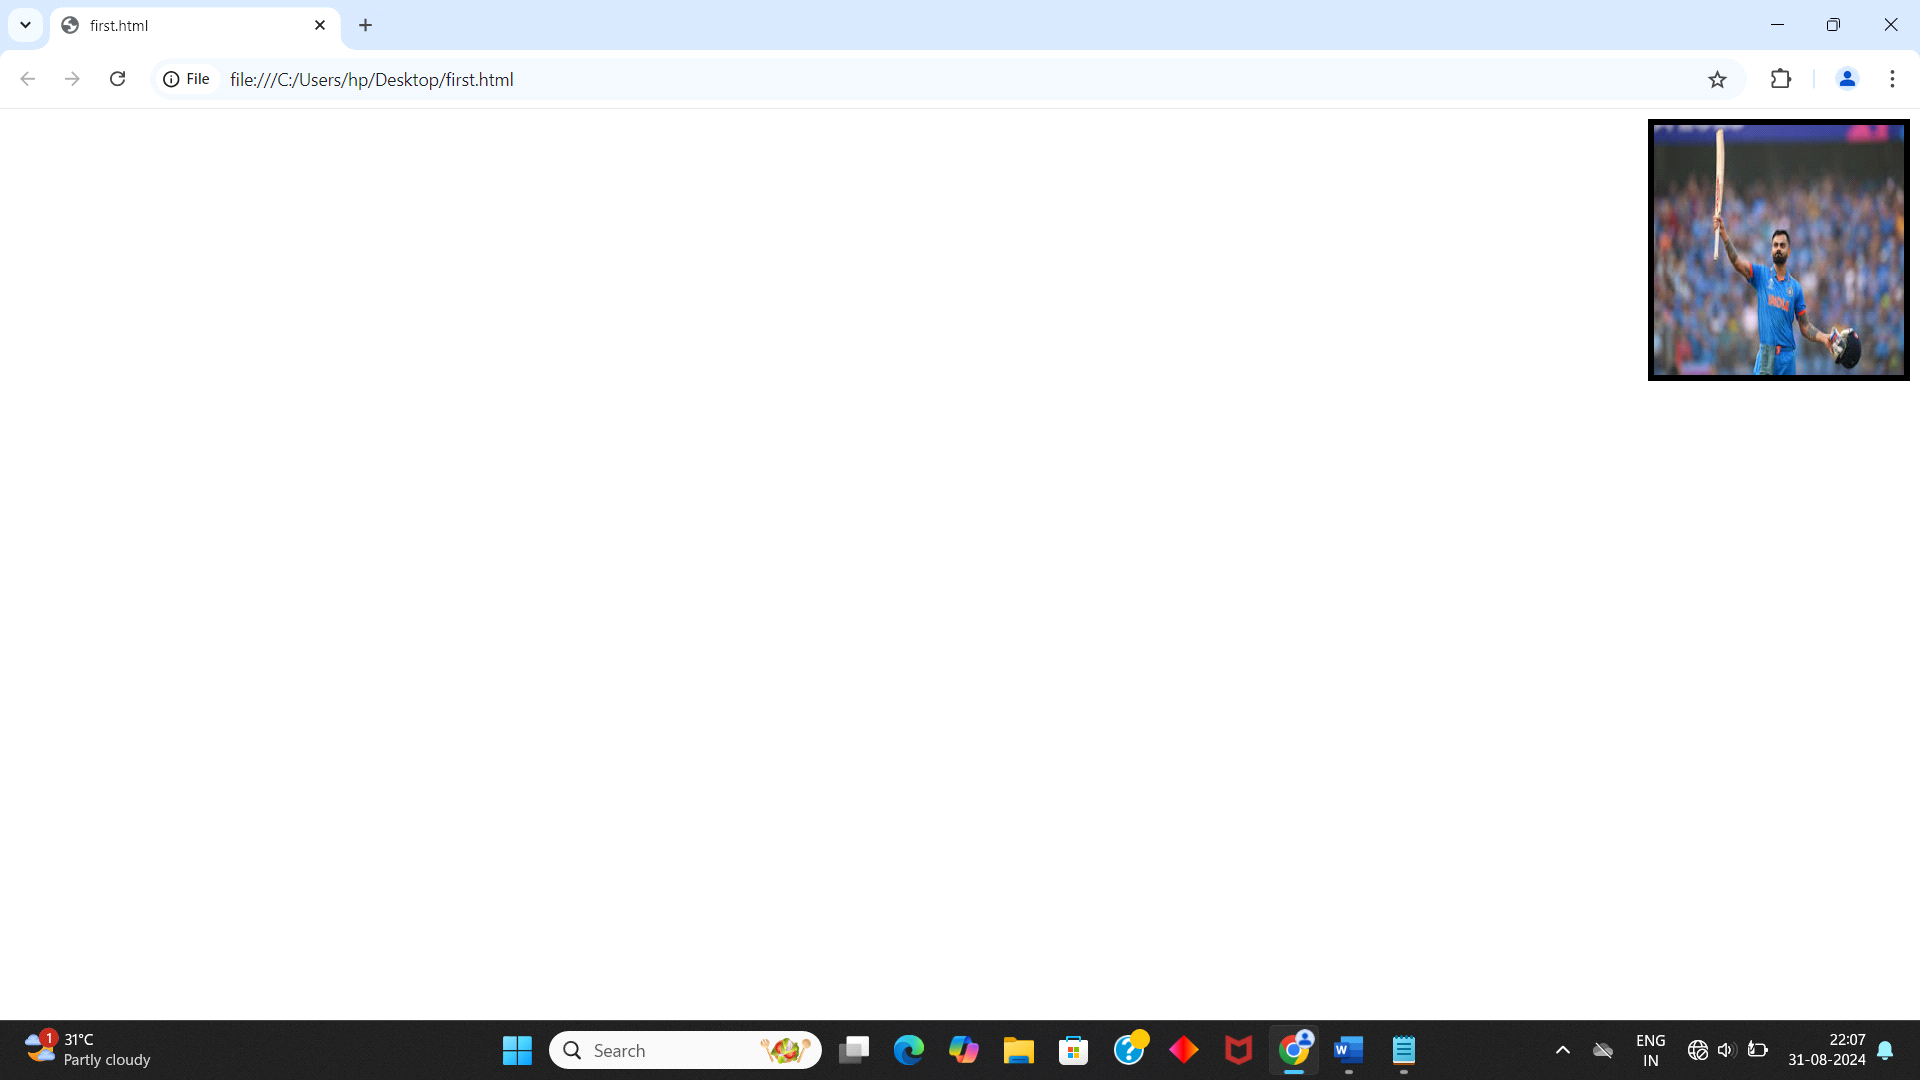 first.html
File
file:///C:/Users/hp/Desktop/first.html
INDIA
1
31°C
Partly cloudy
Search
W
ENG
IN
22:07
31-08-2024